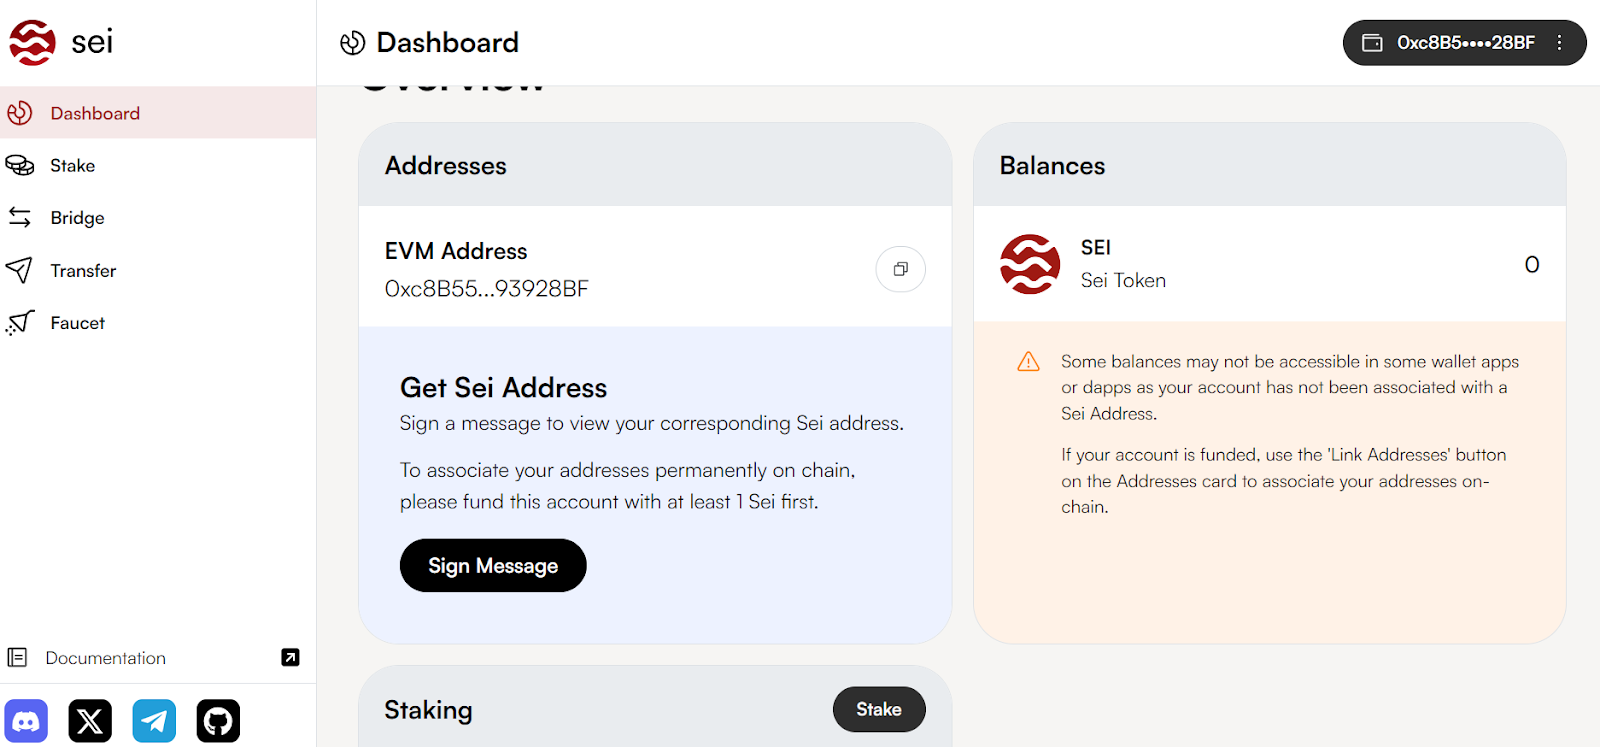 sei
Dashboard
0xc8B5••••28BF
Dashboard
Stake
Bridge
Transfer
Faucet
Documentation
Overview
Addresses
EVM Address
0xc8B55...93928BF
Get Sei Address
Sign a message to view your corresponding Sei address.
To associate your addresses permanently on chain,
please fund this account with at least 1 Sei first.
Sign Message
Balances
SEI
Sei Token
0
Some balances may not be accessible in some wallet apps
or dapps as your account has not been associated with a
Sei Address.
If your account is funded, use the 'Link Addresses' button
on the Addresses card to associate your addresses on-
chain.
Staking
Stake